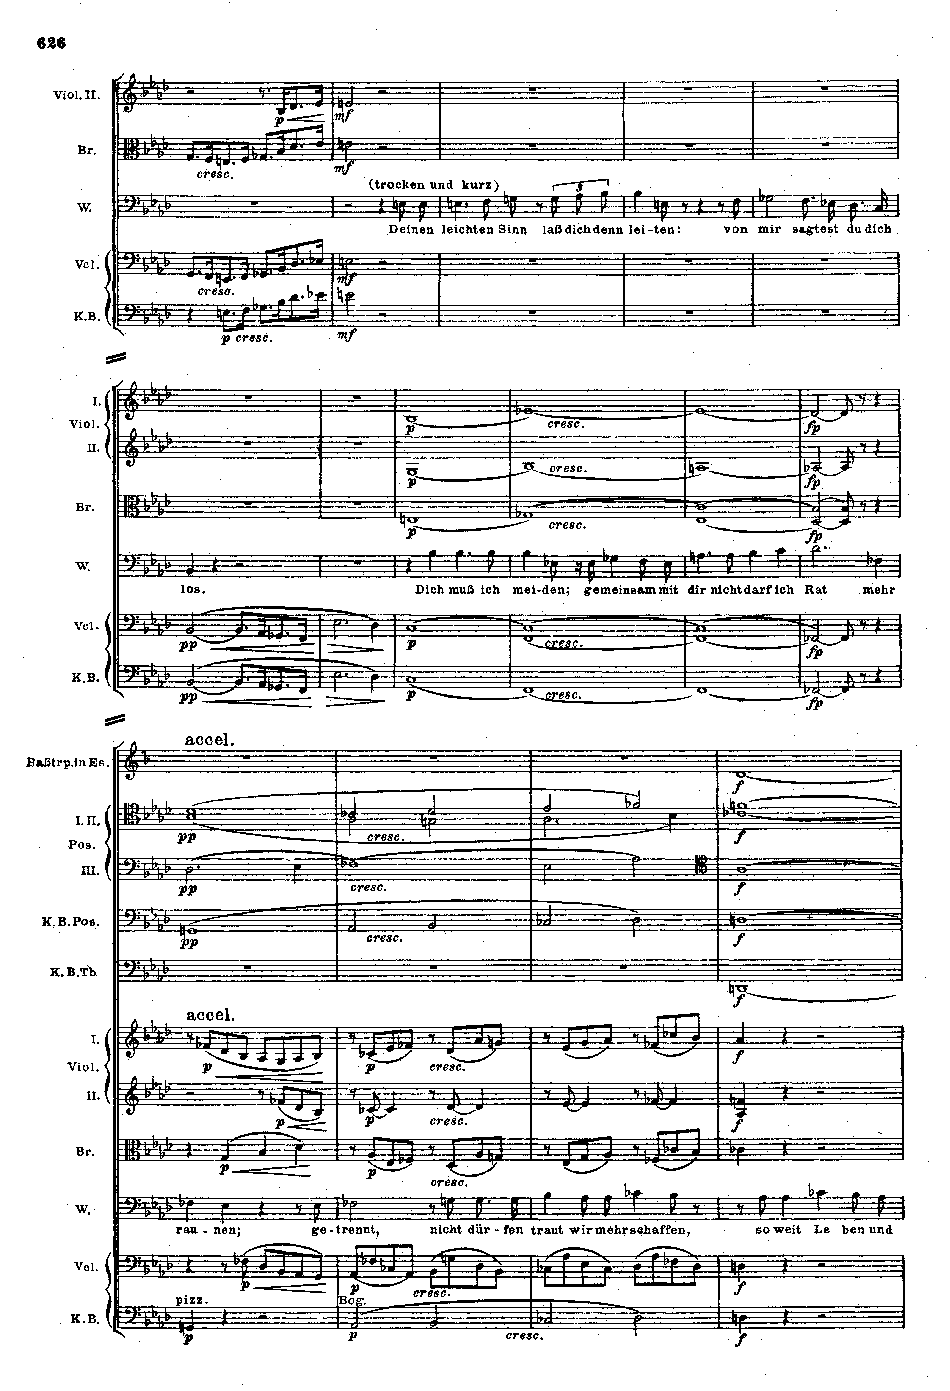 626
Viol. II.
p
mf
Br.
cresc.
mf
(trocken und kurz)
W.
3
Deinen leichten Sinn laß dich denn lei-ten: von mir sagtest du dich
Vcl.
cresc.
mf
K.B.
p cresc.
mf
I.
Viol.
p
cresc.
fp
II.
p
cresc.
fp
Br.
p
cresc.
fp
W.
los. Dich muß ich mei-den; gemeinsam mit dir nicht darf ich Rat mehr
Vcl.
pp
p
cresc.
fp
K.B.
pp
p
cresc.
fp
accel.
Baßtrp.in Es.
f
I.II.
pp
cresc.
f
Pos.
III.
pp
cresc.
f
K.B.Pos.
pp
cresc.
f
K.B.Tb.
f
accel.
I.
Viol.
p
p
cresc.
f
II.
p
p
cresc.
f
Br.
p
p
cresc.
W.
rau-nen; ge-trennt, nicht dür-fen traut wir mehr schaffen, so weit Le ben und
Vcl.
p
p
cresc.
f
pizz.
Bog.
K.B.
p
p
cresc.
f